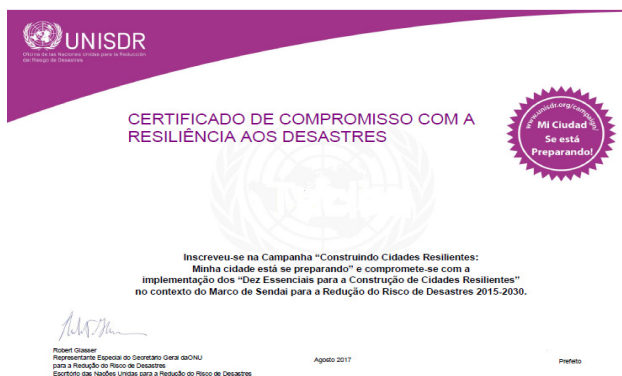 UNISDR
Oficina de las Naciones Unidas para la Reducción
del Riesgo de Desastres
CERTIFICADO DE COMPROMISSO COM A
RESILIÊNCIA AOS DESASTRES
www.unisdr.org/campaign/
Mi Ciudad
Se está
Preparando!
Inscreveu-se na Campanha “Construindo Cidades Resilientes:
Minha cidade está se preparando” e compromete-se com a
implementação dos “Dez Essenciais para a Construção de Cidades Resilientes”
no contexto do Marco de Sendai para a Redução do Risco de Desastres 2015-2030.
Robert Glasser
Representante Especial do Secretário Geral daONU
para a Redução do Risco de Desastres
Escritório das Nações Unidas para a Redução do Risco de Desastres
Agosto 2017
Prefeito